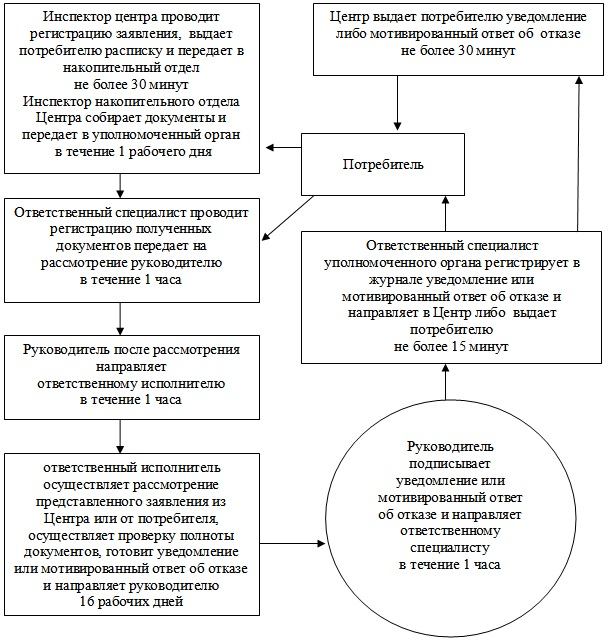 Инспектор центра проводит
регистрацию заявления, выдает
потребителю расписку и передает в
накопительный отдел
не более 30 минут
Инспектор накопительного отдела
Центра собирает документы и
передает в уполномоченный орган
в течение 1 рабочего дня
Центр выдает потребителю уведомление
либо мотивированный ответ об отказе
не более 30 минут
Потребитель
Ответственный специалист проводит
регистрацию полученных
документов передает на
рассмотрение руководителю
в течение 1 часа
Ответственный специалист
уполномоченного органа регистрирует в
журнале уведомление или
мотивированный ответ об отказе и
направляет в Центр либо выдает
потребителю
не более 15 минут
Руководитель после рассмотрения
направляет
ответственному исполнителю
в течение 1 часа
ответственный исполнитель
осуществляет рассмотрение
представленного заявления из
Центра или от потребителя,
осуществляет проверку полноты
документов, готовит уведомление
или мотивированный ответ об отказе
и направляет руководителю
16 рабочих дней
Руководитель
подписывает
уведомление или
мотивированный ответ
об отказе и направляет
ответственному
специалисту
в течение 1 часа